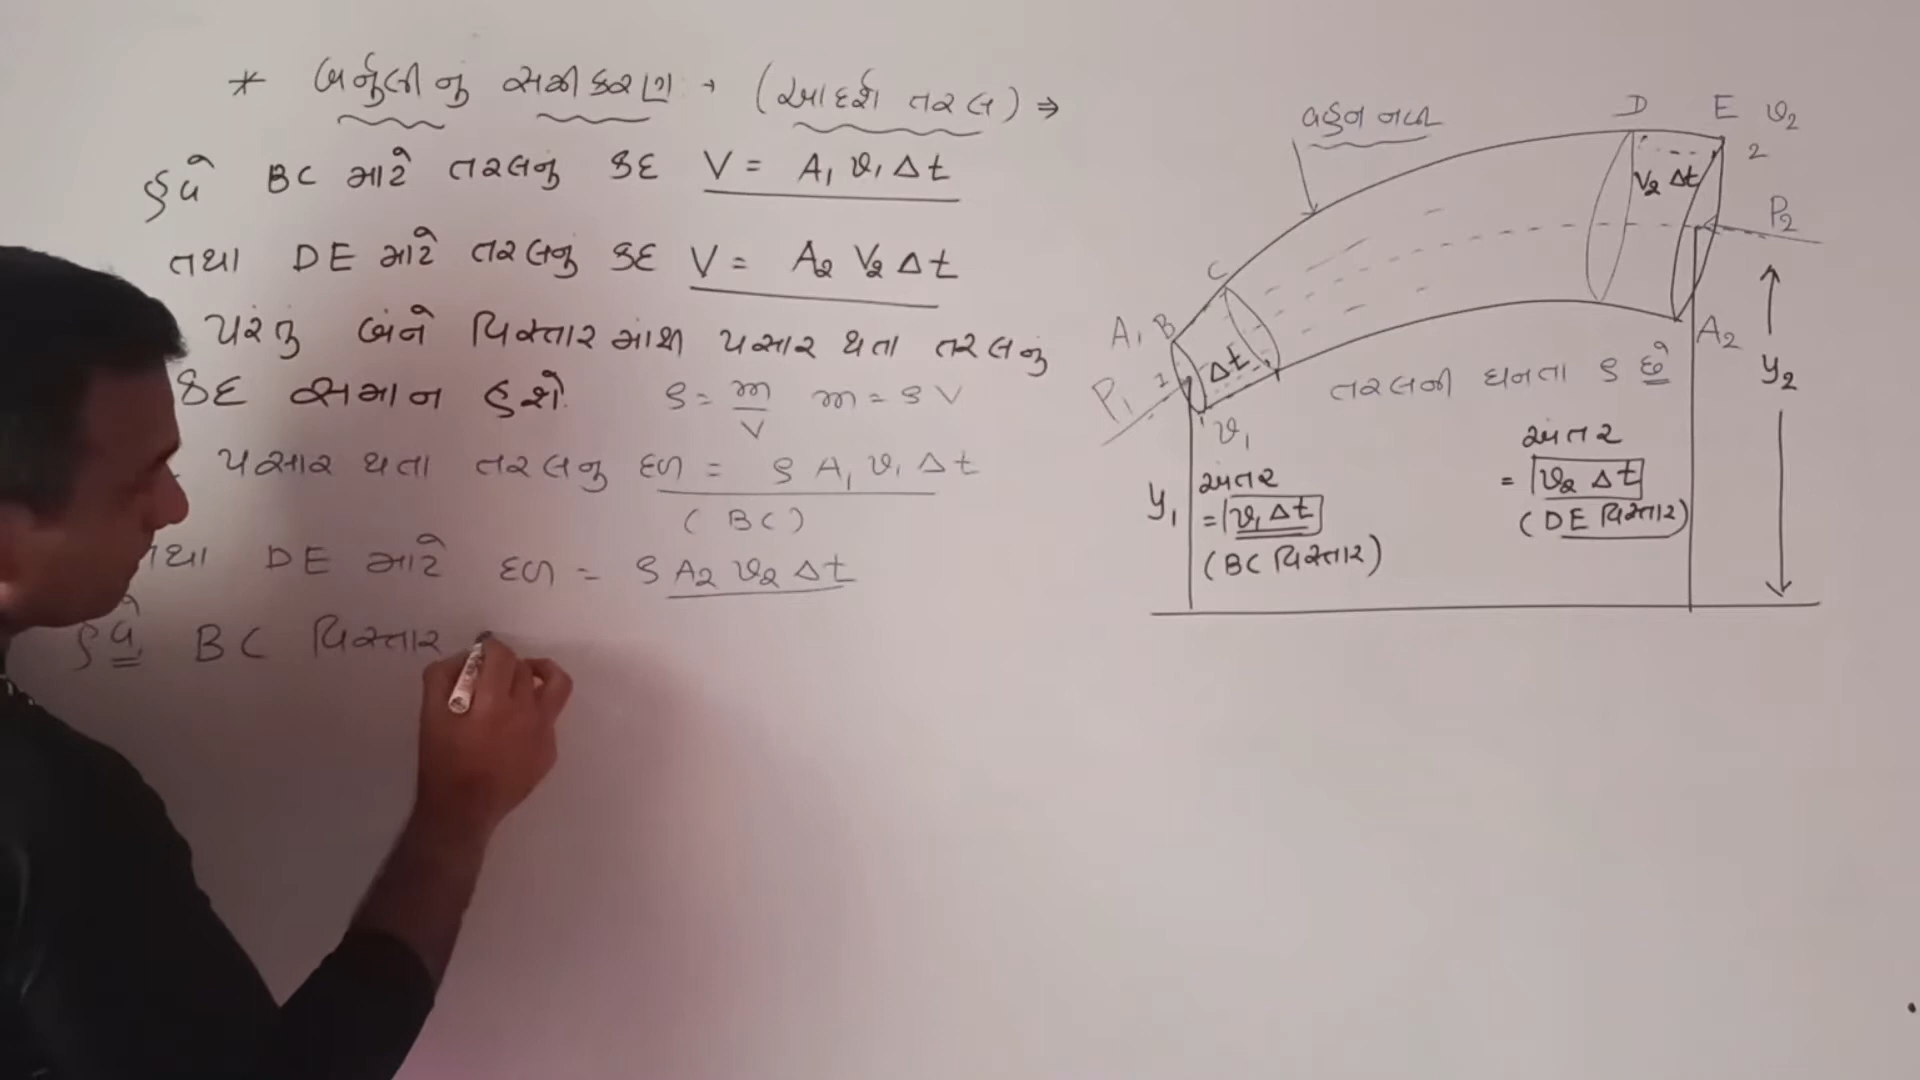 * બર્નુલીનું સમીકરણ → (આદર્શ તરલ) ⇒
હવે BC માટે તરલનું કદ V = A₁ v₁ Δt
તથા DE માટે તરલનું કદ V = A₂ V₂ Δt
પરંતુ બંને વિસ્તારમાંથી પસાર થતા તરલનું
કદ સમાન હશે. ρ = m/V m = ρ V
પસાર થતા તરલનું દળ = ρ A₁ v₁ Δt
(BC)
તથા DE માટે દળ = ρ A₂ v₂ Δt
હવે, BC વિસ્તાર
વહન નળી
D E v₂
2
V₂ Δt
P₂
C
A₁ B
A₂
Δt
P₁ 1
v₁
y₂
તરલની ઘનતા ρ છે
અંતર
= v₁ Δt
(BC વિસ્તાર)
y₁
અંતર
= v₂ Δt
(DE વિસ્તાર)